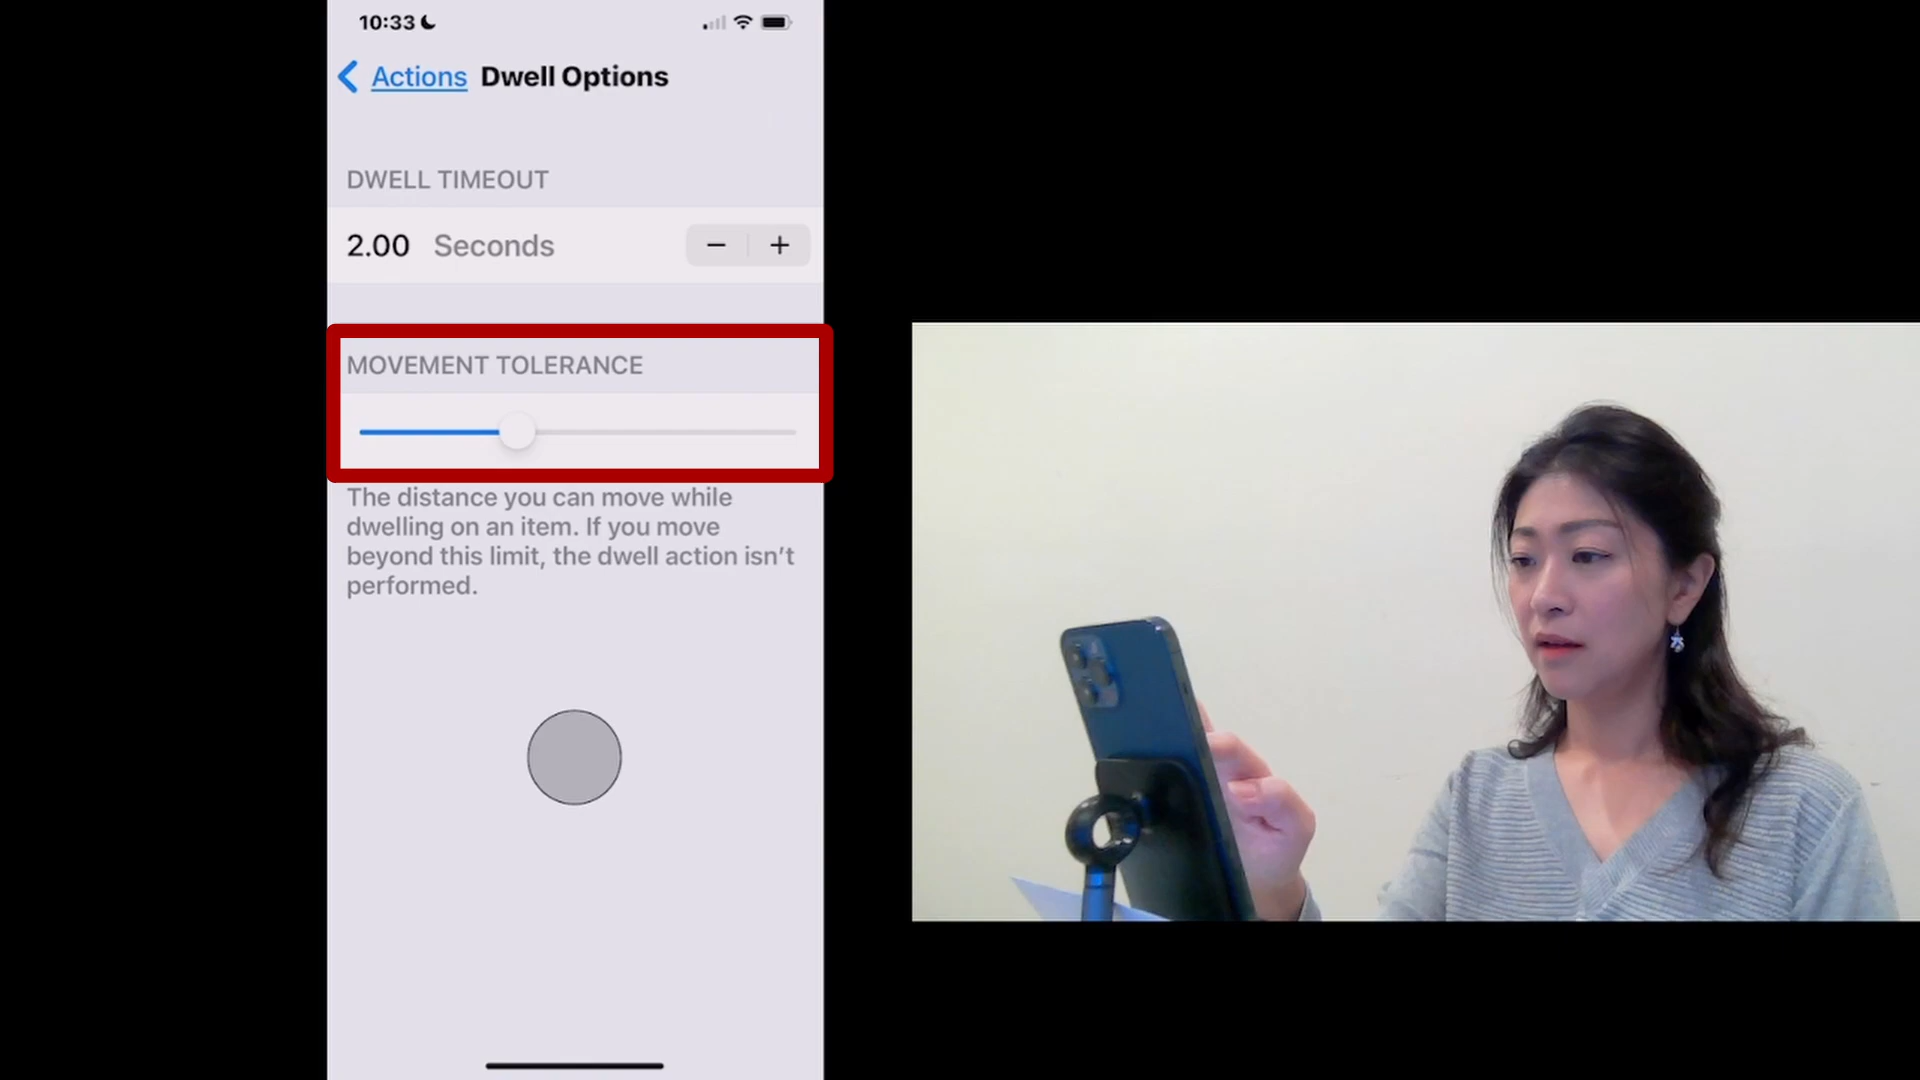 10:33
Actions Dwell Options
DWELL TIMEOUT
2.00 Seconds − +
MOVEMENT TOLERANCE
The distance you can move while
dwelling on an item. If you move
beyond this limit, the dwell action isn’t
performed.